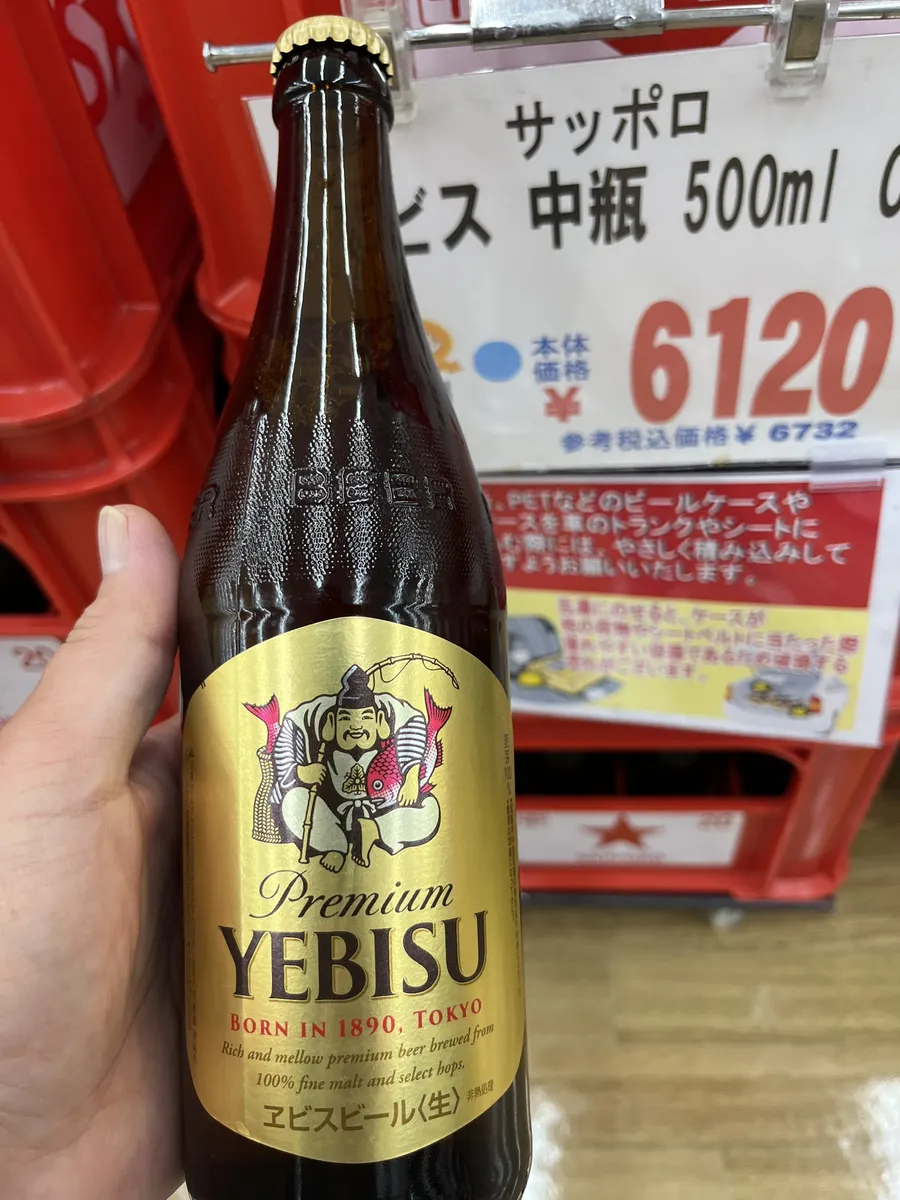 サッポロ
ビス 中瓶 500ml
本体
価格
6120
参考税込価格¥ 6732
PETなどのビールケースや
ースを車のトランクやシートに
やさしく積み込みして
すようお願いいたします。
BEER
Premium
YEBISU
BORN IN 1890, TOKYO
Rich and mellow premium beer brewed from
100% fine malt and select hops.
ヱビスビール〈生〉 非熱処理
20